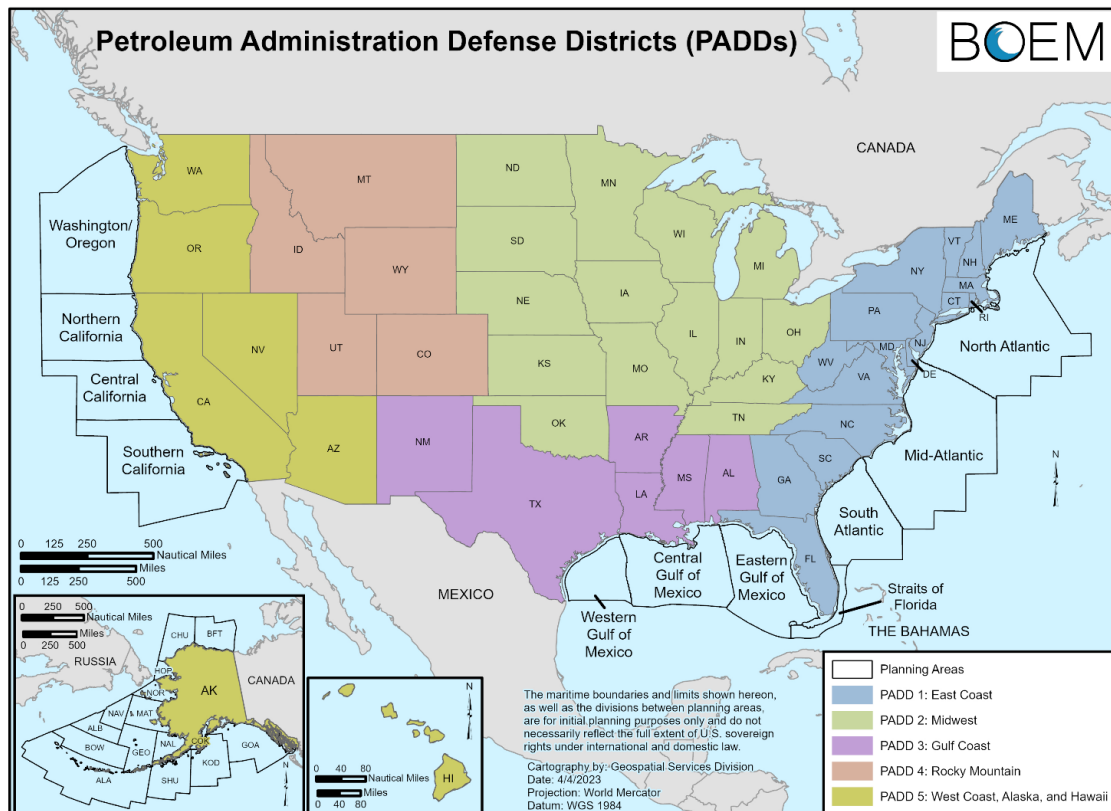 Petroleum Administration Defense Districts (PADDs)
BOEM
CANADA
WA
MT
ND
MN
ME
Washington/
Oregon
OR
ID
SD
WI
MI
VT
NH
NY
WY
MA
CT
RI
NE
IA
PA
Northern
California
NV
UT
CO
IL
IN
OH
NJ
MD
DE
North Atlantic
KS
MO
WV
VA
KY
Central
California
CA
TN
NC
AZ
NM
OK
AR
Southern
California
SC
Mid-Atlantic
MS
AL
GA
N
TX
LA
South
Atlantic
0 125 250 500
Nautical Miles
Miles
0 125 250 500
Central
Gulf of
Mexico
Eastern
Gulf of
Mexico
FL
MEXICO
Straits of
Florida
Western
Gulf of
Mexico
THE BAHAMAS
0 250 500
Nautical Miles
Miles
0 250 500
RUSSIA
CHU
BFT
HOP
CANADA
NOR
AK
NAV
MAT
ALB
BOW
GEO
NAL
COK
GOA
KOD
SHU
ALA
N
N
HI
0 40 80
Nautical Miles
Miles
0 40 80
The maritime boundaries and limits shown hereon,
as well as the divisions between planning areas,
are for initial planning purposes only and do not
necessarily reflect the full extent of U.S. sovereign
rights under international and domestic law.
Cartography by: Geospatial Services Division
Date: 4/4/2023
Projection: World Mercator
Datum: WGS 1984
Planning Areas
PADD 1: East Coast
PADD 2: Midwest
PADD 3: Gulf Coast
PADD 4: Rocky Mountain
PADD 5: West Coast, Alaska, and Hawaii